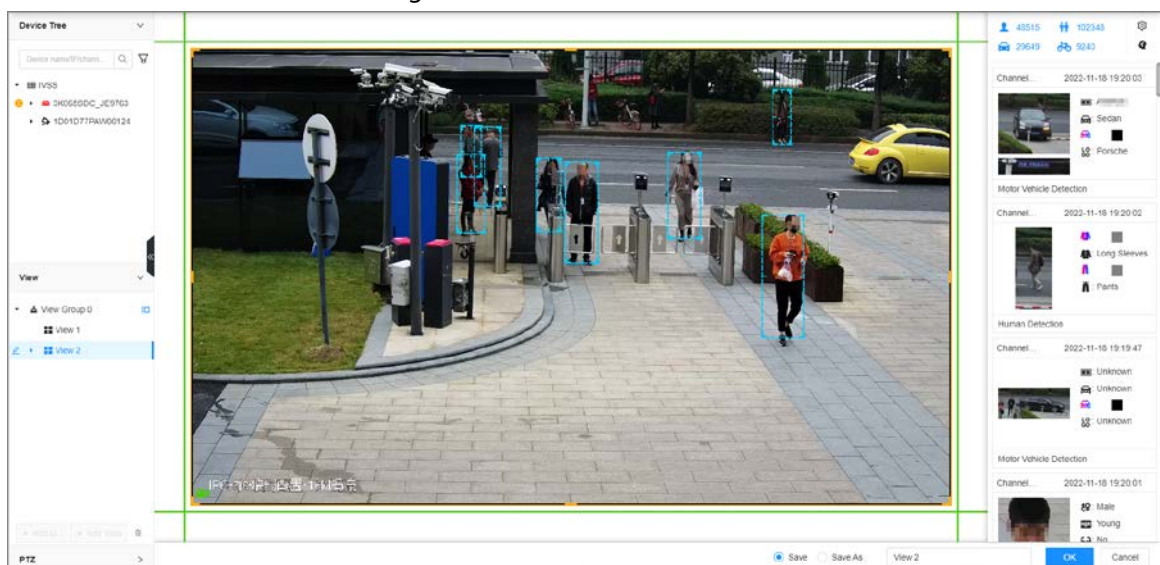 Device Tree
IVSS
View
View Group 0
View 1
View 2
PTZ
48515
102348
29649
9240
Channel...
2022-11-18 19:20:03
Sedan
Porsche
Motor Vehicle Detection
Channel...
2022-11-18 19:20:02
Long Sleeves
Pants
Human Detection
Channel...
2022-11-18 19:19:47
Unknown
Unknown
Unknown
Motor Vehicle Detection
Channel...
2022-11-18 19:20:01
Male
Young
No
Save
Save As
View 2
OK
Cancel